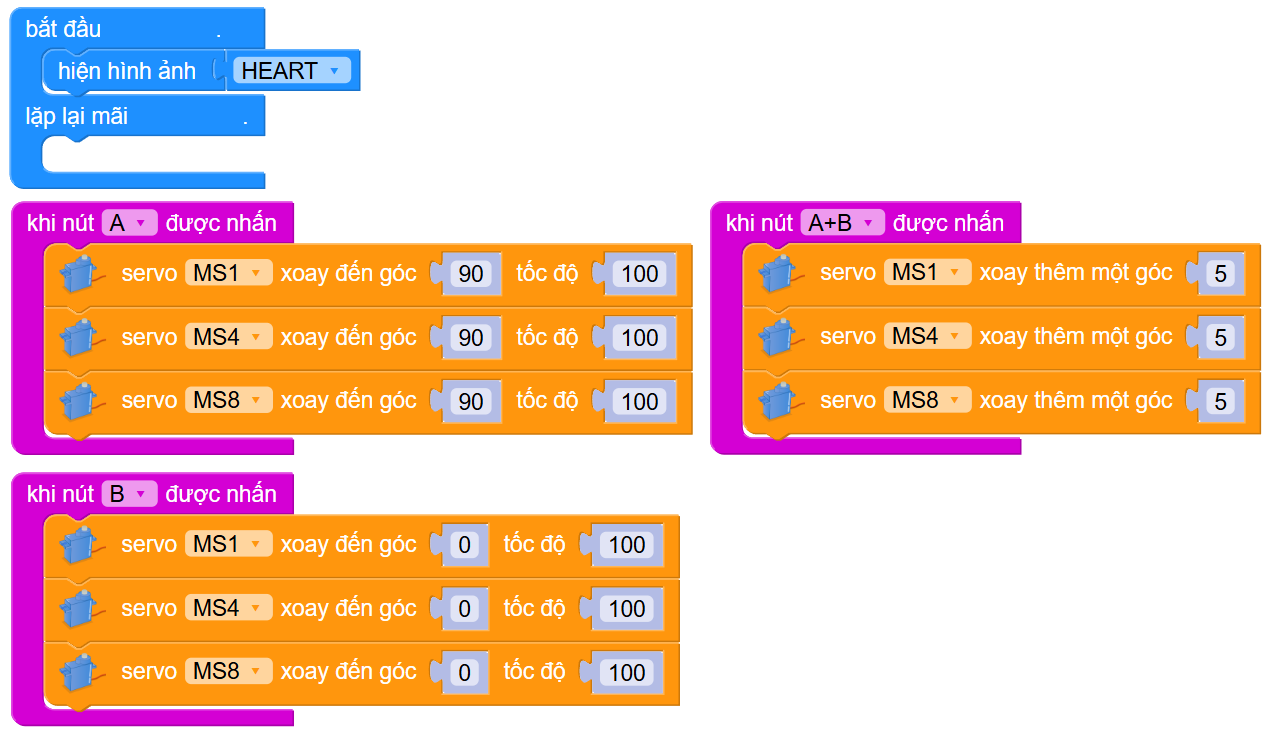 bắt đầu .
hiện hình ảnh HEART
lặp lại mãi .
khi nút A được nhấn
servo MS1 xoay đến góc 90 tốc độ 100
servo MS4 xoay đến góc 90 tốc độ 100
servo MS8 xoay đến góc 90 tốc độ 100
khi nút A+B được nhấn
servo MS1 xoay thêm một góc 5
servo MS4 xoay thêm một góc 5
servo MS8 xoay thêm một góc 5
khi nút B được nhấn
servo MS1 xoay đến góc 0 tốc độ 100
servo MS4 xoay đến góc 0 tốc độ 100
servo MS8 xoay đến góc 0 tốc độ 100